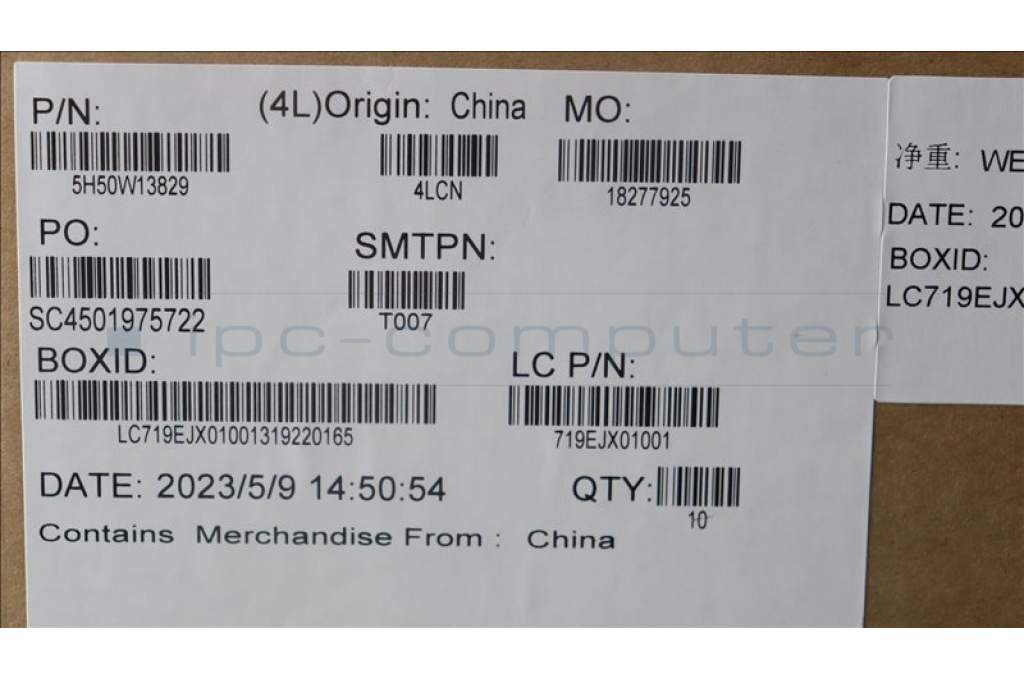 P/N: (4L)Origin: China MO:
5H50W13829 4LCN 18277925
PO: SMTPN:
SC4501975722 T007
BOXID: LC P/N:
LC719EJX01001319220165 719EJX01001
DATE: 2023/5/9 14:50:54 QTY:
10
Contains Merchandise From : China
净重: WE
DATE: 20
BOXID:
LC719EJX
ipc-computer